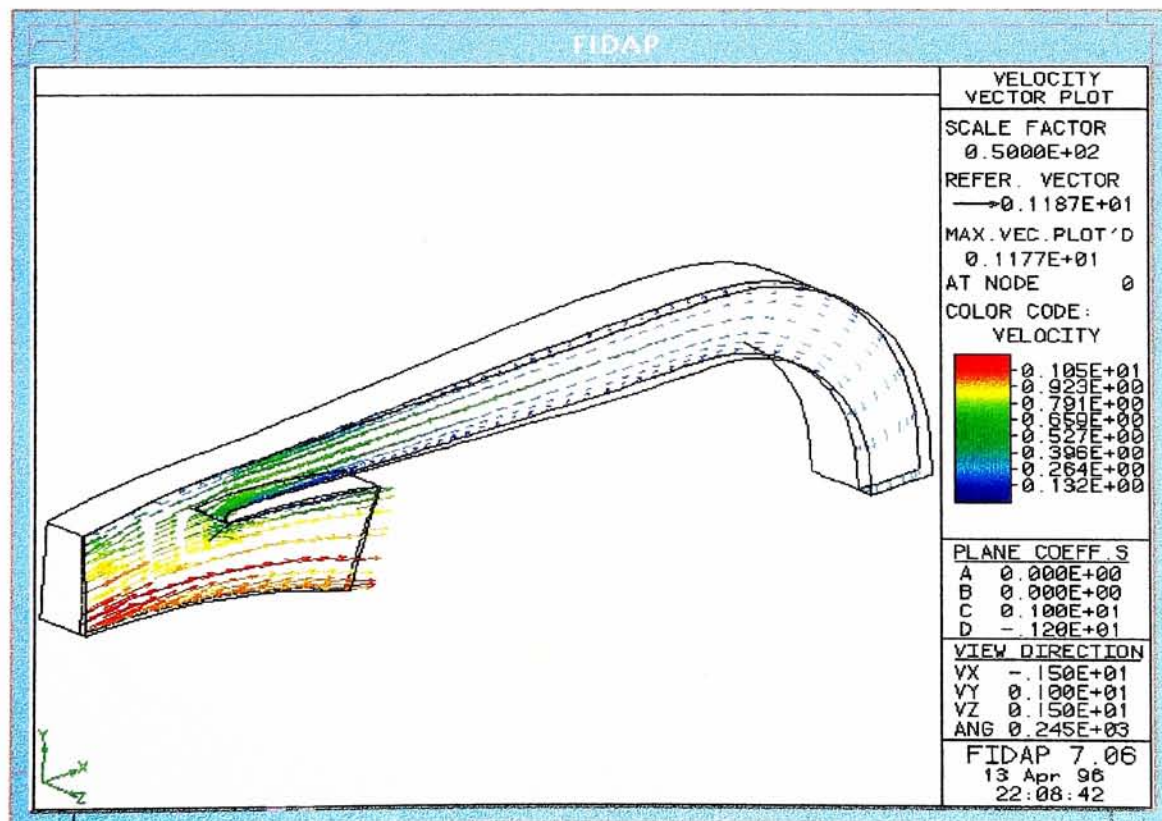 FIDAP
VELOCITY
VECTOR PLOT
SCALE FACTOR
0.5000E+02
REFER. VECTOR
0.1187E+01
MAX.VEC.PLOT'D
0.1177E+01
AT NODE 0
COLOR CODE:
VELOCITY
0.105E+01
0.923E+00
0.791E+00
0.659E+00
0.527E+00
0.396E+00
0.264E+00
0.132E+00
PLANE COEFF.S
A 0.000E+00
B 0.000E+00
C 0.100E+01
D -.120E+01
VIEW DIRECTION
VX -.150E+01
VY 0.100E+01
VZ 0.150E+01
ANG 0.245E+03
FIDAP 7.06
13 Apr 96
22:08:42
Y
X
Z